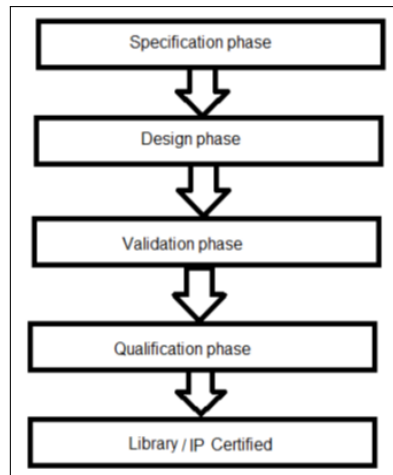 Specification phase
Design phase
Validation phase
Qualification phase
Library / IP Certified